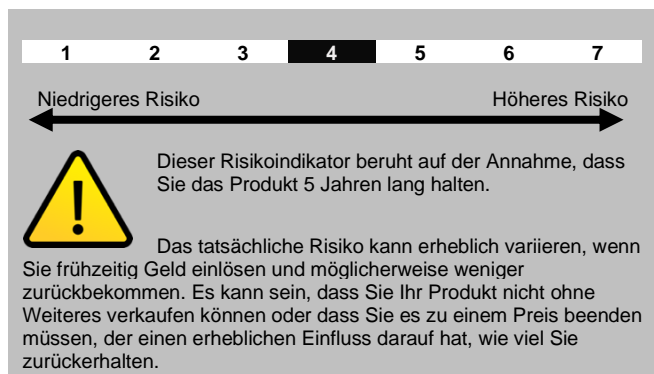 1 2 3 4 5 6 7
Niedrigeres Risiko Höheres Risiko
Dieser Risikoindikator beruht auf der Annahme, dass
Sie das Produkt 5 Jahren lang halten.
Das tatsächliche Risiko kann erheblich variieren, wenn
Sie frühzeitig Geld einlösen und möglicherweise weniger
zurückbekommen. Es kann sein, dass Sie Ihr Produkt nicht ohne
Weiteres verkaufen können oder dass Sie es zu einem Preis beenden
müssen, der einen erheblichen Einfluss darauf hat, wie viel Sie
zurückerhalten.